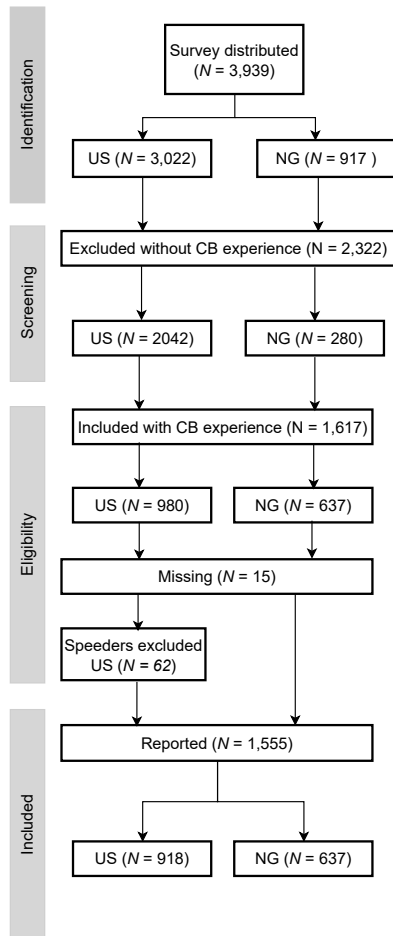 Identification
Survey distributed
(N = 3,939)
US (N = 3,022)
NG (N = 917 )
Screening
Excluded without CB experience (N = 2,322)
US (N = 2042)
NG (N = 280)
Eligibility
Included with CB experience (N = 1,617)
US (N = 980)
NG (N = 637)
Missing (N = 15)
Speeders excluded
US (N = 62)
Included
Reported (N = 1,555)
US (N = 918)
NG (N = 637)